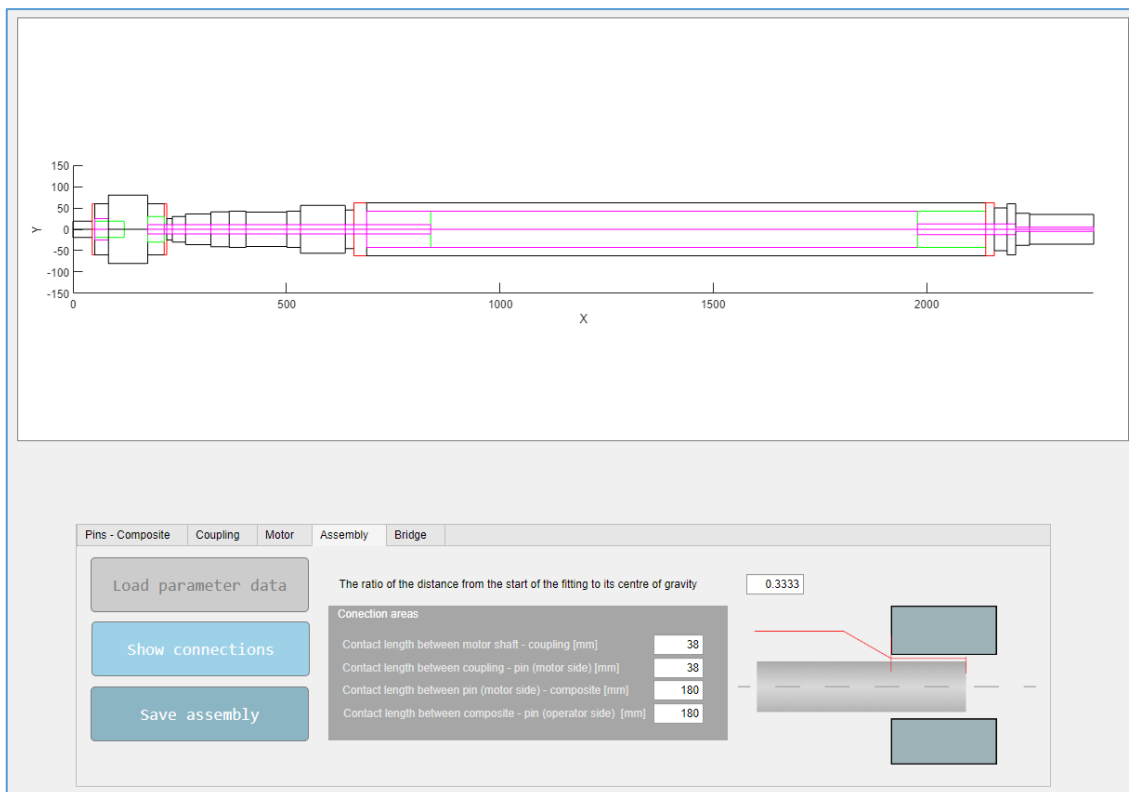 150
100
50
0
-50
-100
-150
Y
0 500 1000 1500 2000
X
Pins - Composite Coupling Motor Assembly Bridge
Load parameter data
The ratio of the distance from the start of the fitting to its centre of gravity 0.3333
Conection areas
Show connections
Contact length between motor shaft - coupling [mm] 38
Contact length between coupling - pin (motor side) [mm] 38
Contact length between pin (motor side) - composite [mm] 180
Save assembly
Contact length between composite - pin (operator side) [mm] 180